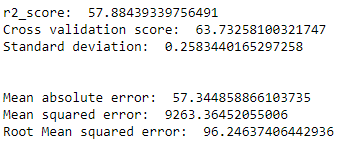 r2_score:  57.88439339756491
Cross validation score:  63.73258100321747
Standard deviation:  0.2583440165297258
Mean absolute error:  57.344858866103735
Mean squared error:  9263.36452055006
Root Mean squared error:  96.24637406442936